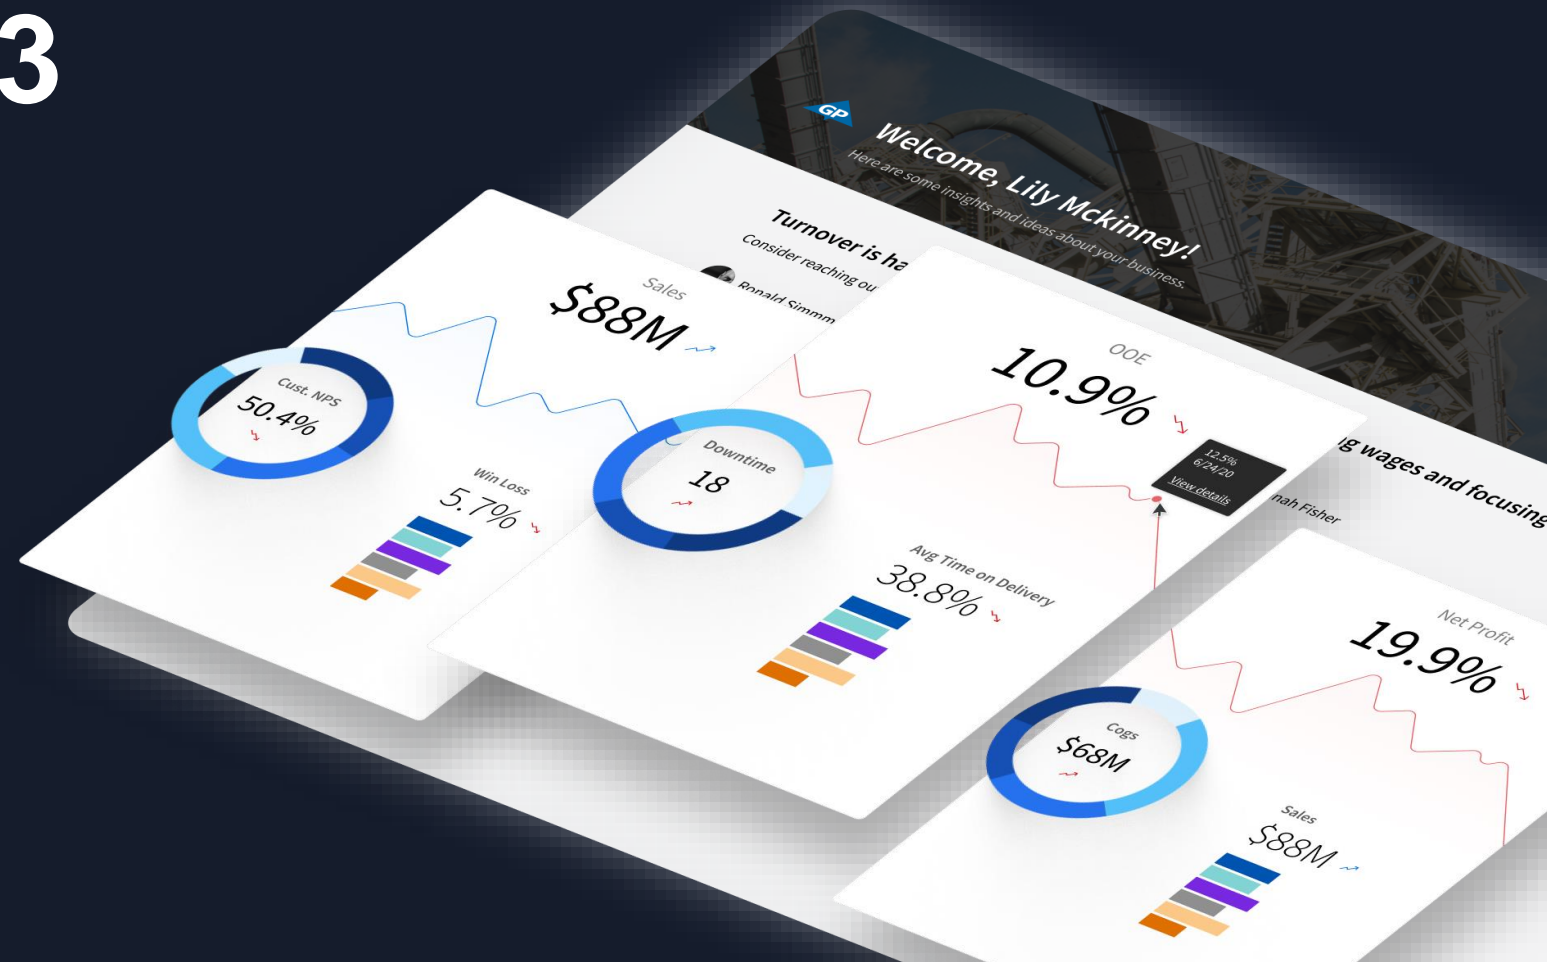 3
GP
Welcome, Lily Mckinney!
Here are some insights and ideas about your business.
Turnover is ha
Consider reaching ou
Ronald Simmm
Sales
$88M
Cust. NPS
50.4%
Win Loss
5.7%
OOE
10.9%
12.5%
6/24/20
View details
Downtime
18
Avg Time on Delivery
38.8%
g wages and focusing
nah Fisher
Net Profit
19.9%
Cogs
$68M
Sales
$88M